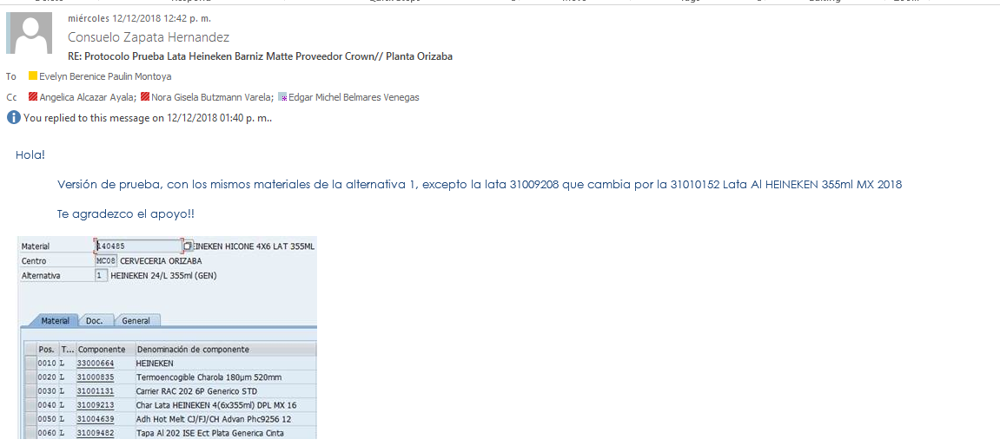 miércoles 12/12/2018 12:42 p. m.
Consuelo Zapata Hernandez
RE: Protocolo Prueba Lata Heineken Barniz Matte Proveedor Crown// Planta Orizaba
To Evelyn Berenice Paulin Montoya
Cc Angelica Alcazar Ayala; Nora Gisela Butzmann Varela; Edgar Michel Belmares Venegas
You replied to this message on 12/12/2018 01:40 p. m..
Hola!
Versión de prueba, con los mismos materiales de la alternativa 1, excepto la lata 31009208 que cambia por la 31010152 Lata Al HEINEKEN 355ml MX 2018
Te agradezco el apoyo!!
Material 140485 EINEKEN HICONE 4X6 LAT 355ML
Centro MC08 CERVECERIA ORIZABA
Alternativa 1 HEINEKEN 24/L 355ml (GEN)
Material Doc. General
Pos. T... Componente Denominación de componente
0010 L 33000664 HEINEKEN
0020 L 31000835 Termoencogible Charola 180µm 520mm
0030 L 31001131 Carrier RAC 202 6P Generico STD
0040 L 31009213 Char Lata HEINEKEN 4(6x355ml) DPL MX 16
0050 L 31004639 Adh Hot Melt CJ/FJ/CH Advan Phc9256 12
0060 L 31009482 Tapa Al 202 ISE Ect Plata Generica Cinta